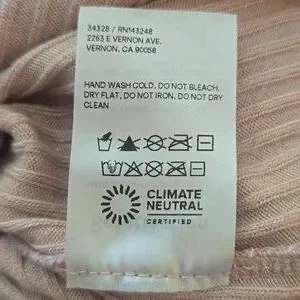 34328 / RN143248
2263 E VERNON AVE.
VERNON, CA 90058
HAND WASH COLD, DO NOT BLEACH.
DRY FLAT, DO NOT IRON. DO NOT DRY
CLEAN
CLIMATE
NEUTRAL
CERTIFIED